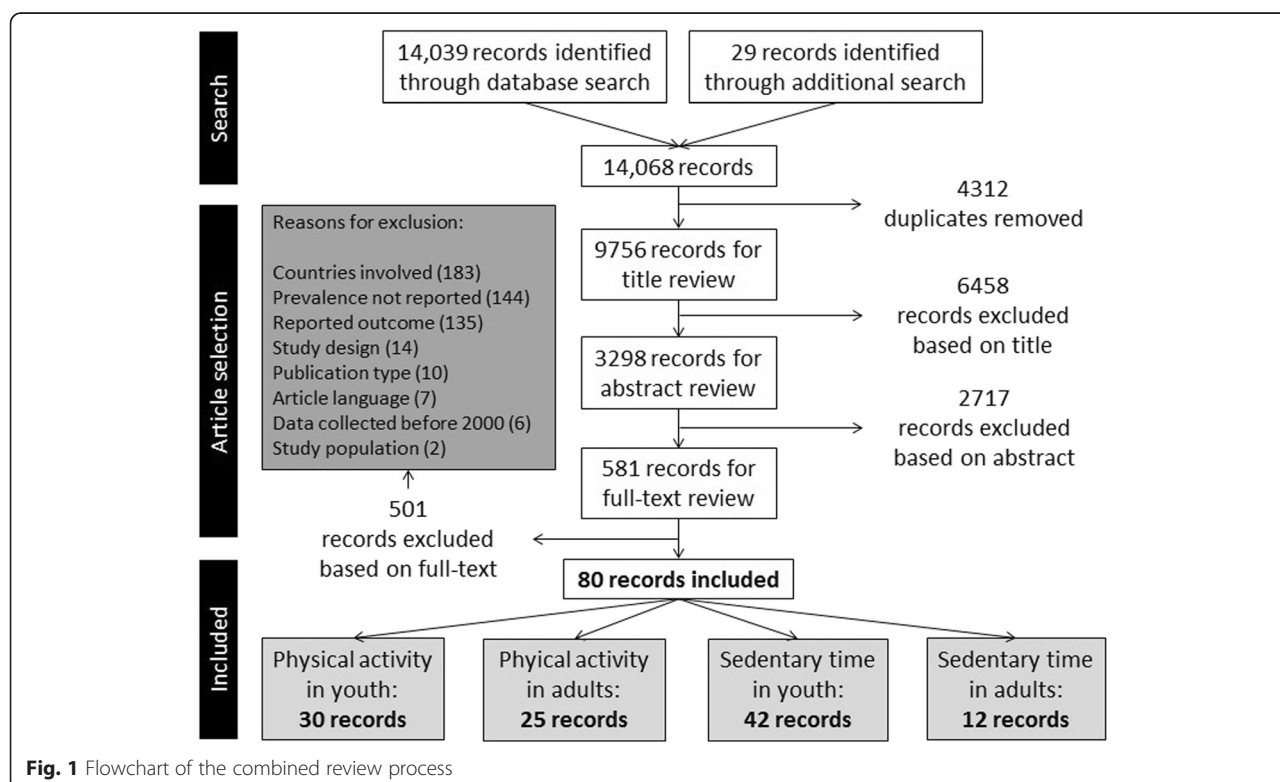 Search
14,039 records identified
through database search
29 records identified
through additional search
14,068 records
4312
duplicates removed
Article selection
Reasons for exclusion:
Countries involved (183)
Prevalence not reported (144)
Reported outcome (135)
Study design (14)
Publication type (10)
Article language (7)
Data collected before 2000 (6)
Study population (2)
9756 records for
title review
6458
records excluded
based on title
3298 records for
abstract review
2717
records excluded
based on abstract
581 records for
full-text review
501
records excluded
based on full-text
Included
80 records included
Physical activity
in youth:
30 records
Phyical activity
in adults:
25 records
Sedentary time
in youth:
42 records
Sedentary time
in adults:
12 records
Fig. 1 Flowchart of the combined review process